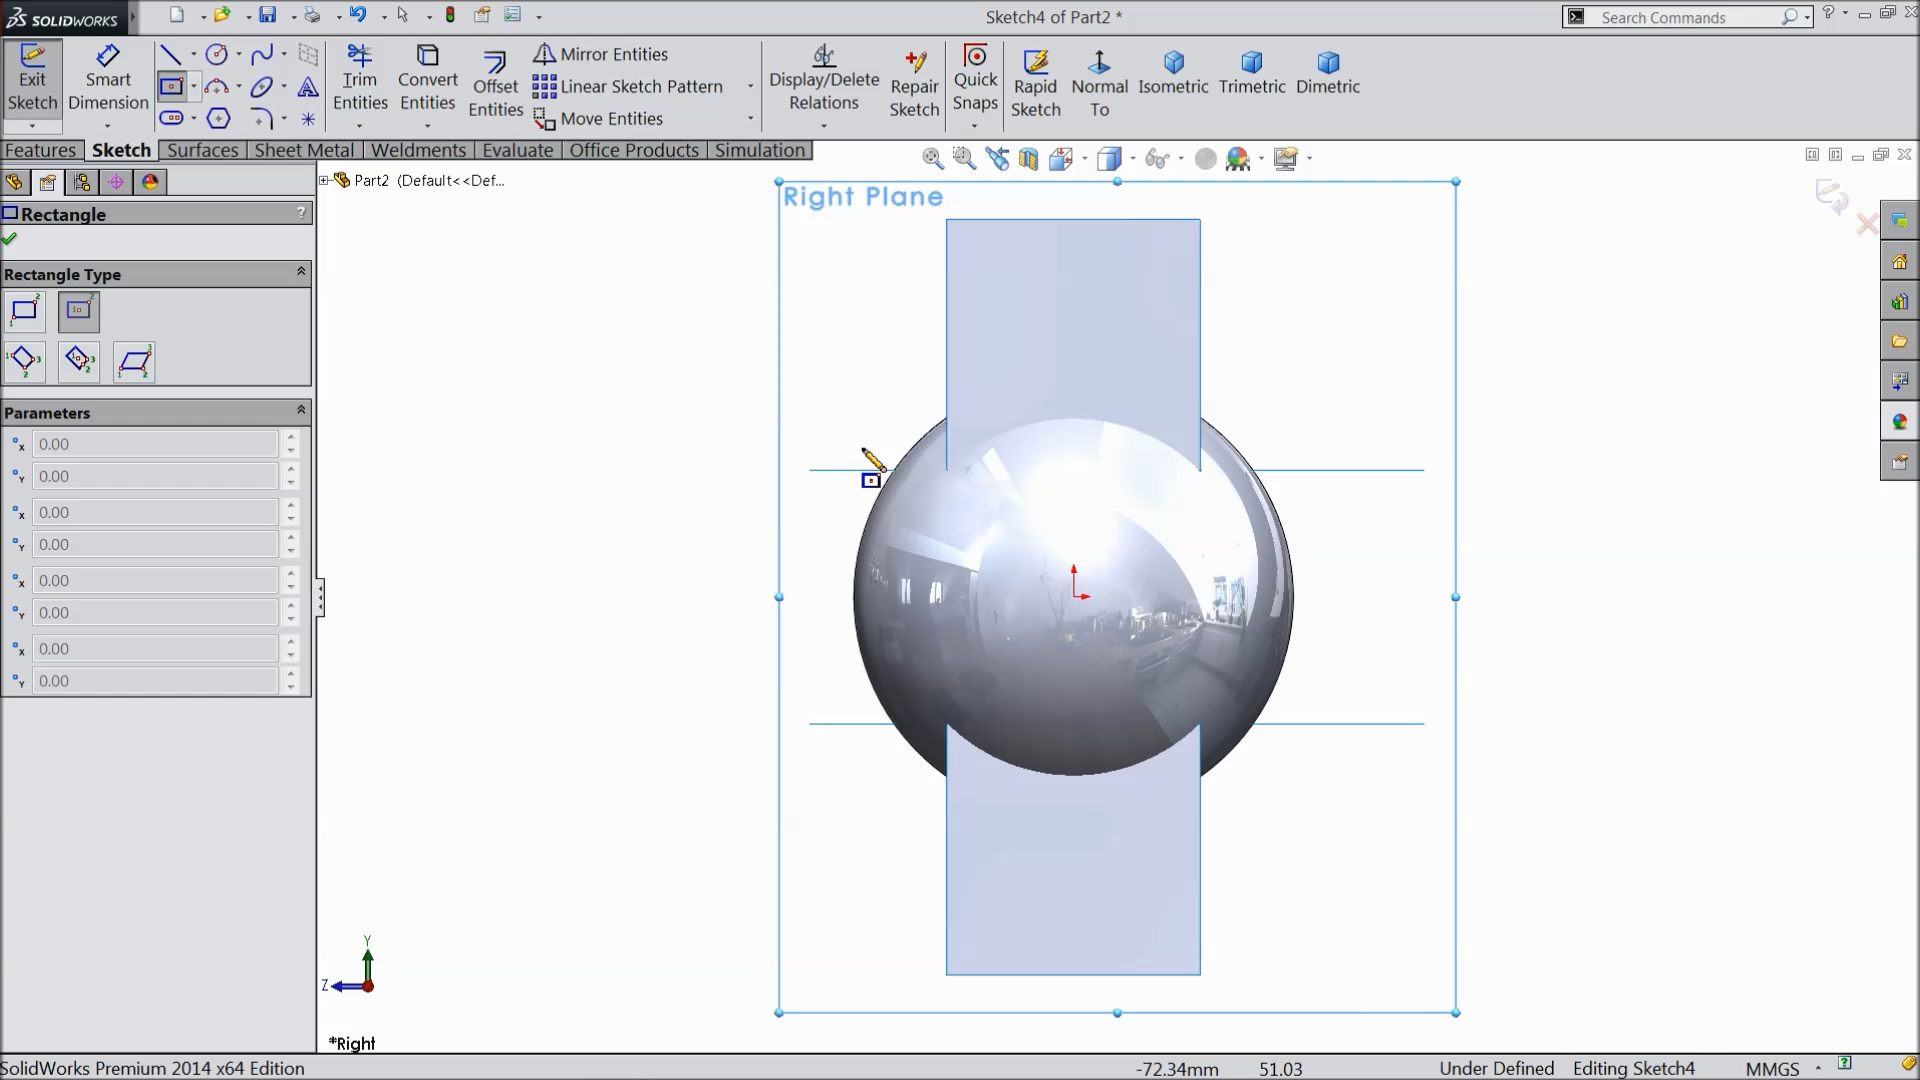 SOLIDWORKS
Sketch4 of Part2 *
Search Commands
Exit Sketch
Smart Dimension
Trim Entities
Convert Entities
Offset Entities
Mirror Entities
Linear Sketch Pattern
Move Entities
Display/Delete Relations
Repair Sketch
Quick Snaps
Rapid Sketch
Normal To
Isometric
Trimetric
Dimetric
Features
Sketch
Surfaces
Sheet Metal
Weldments
Evaluate
Office Products
Simulation
Part2 (Default<<Def...
Rectangle
?
Rectangle Type
Parameters
x 0.00
Y 0.00
x 0.00
Y 0.00
x 0.00
Y 0.00
x 0.00
Y 0.00
Right Plane
Y
Z
*Right
SolidWorks Premium 2014 x64 Edition
-72.34mm
51.03
Under Defined
Editing Sketch4
MMGS